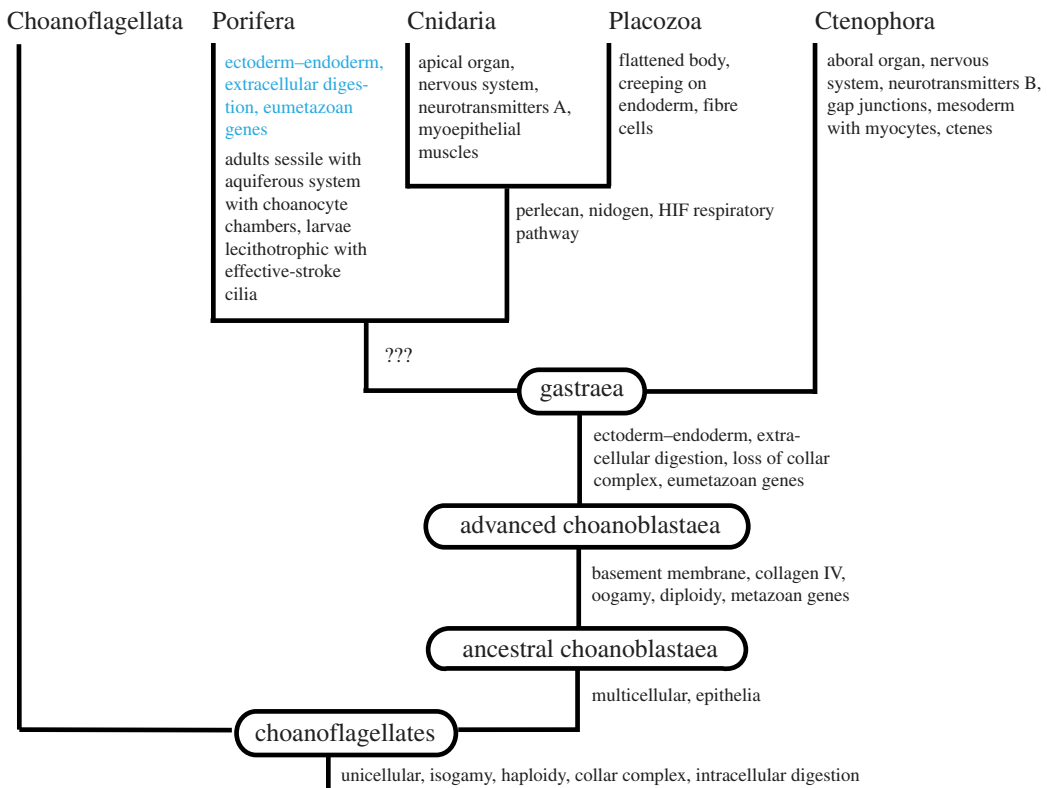 Choanoflagellata
Porifera
Cnidaria
Placozoa
Ctenophora
ectoderm–endoderm,
extracellular diges-
tion, eumetazoan
genes
adults sessile with
aquiferous system
with choanocyte
chambers, larvae
lecithotrophic with
effective-stroke
cilia
apical organ,
nervous system,
neurotransmitters A,
myoepithelial
muscles
flattened body,
creeping on
endoderm, fibre
cells
aboral organ, nervous
system, neurotransmitters B,
gap junctions, mesoderm
with myocytes, ctenes
perlecan, nidogen, HIF respiratory
pathway
???
gastraea
ectoderm–endoderm, extra-
cellular digestion, loss of collar
complex, eumetazoan genes
advanced choanoblastaea
basement membrane, collagen IV,
oogamy, diploidy, metazoan genes
ancestral choanoblastaea
multicellular, epithelia
choanoflagellates
unicellular, isogamy, haploidy, collar complex, intracellular digestion